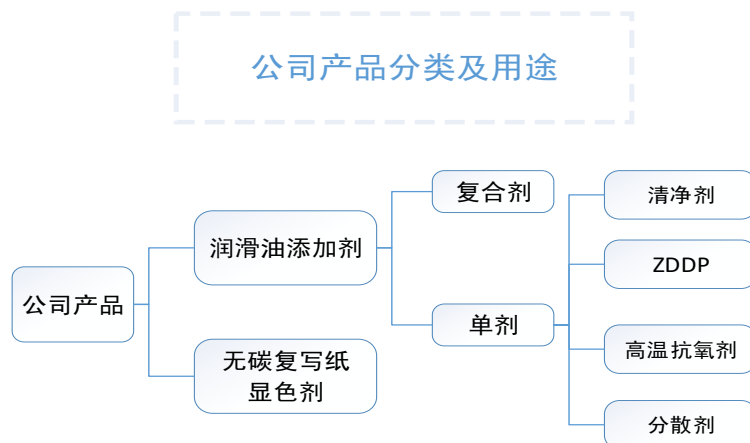 公司产品分类及用途
公司产品
润滑油添加剂
无碳复写纸
显色剂
复合剂
单剂
清净剂
ZDDP
高温抗氧剂
分散剂